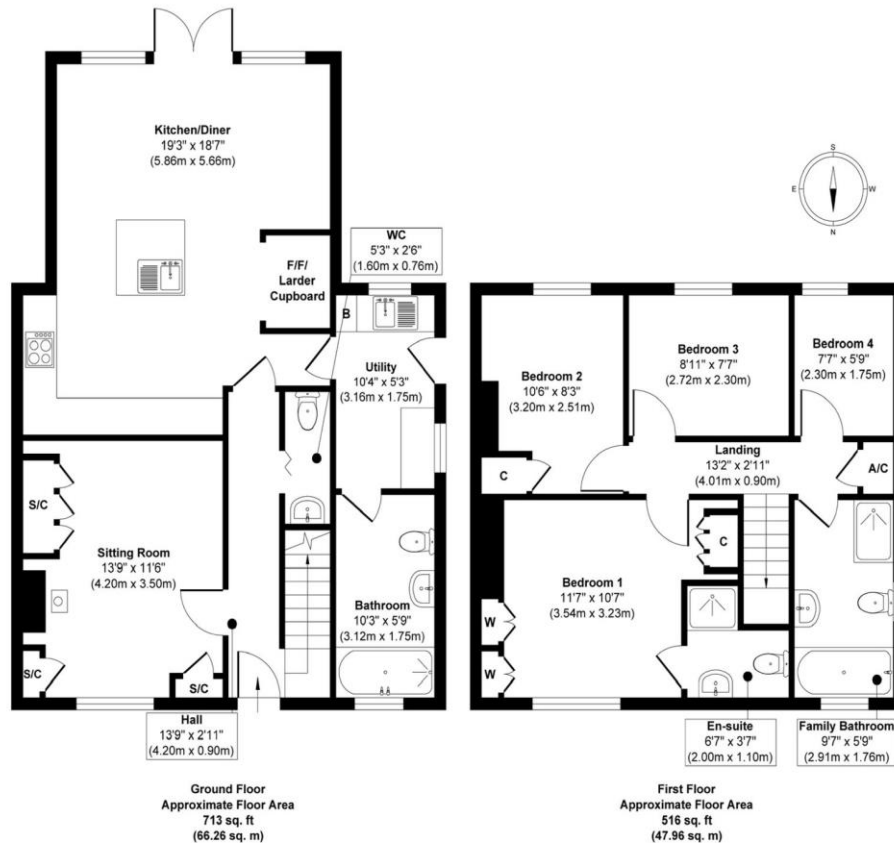 Kitchen/Diner
19'3" x 18'7"
(5.86m x 5.66m)
F/F/
Larder
Cupboard
WC
5'3" x 2'6"
(1.60m x 0.76m)
B
Utility
10'4" x 5'3"
(3.16m x 1.75m)
S/C
Sitting Room
13'9" x 11'6"
(4.20m x 3.50m)
S/C
S/C
Bathroom
10'3" x 5'9"
(3.12m x 1.75m)
Hall
13'9" x 2'11"
(4.20m x 0.90m)
Ground Floor
Approximate Floor Area
713 sq. ft
(66.26 sq. m)
S
E
W
N
Bedroom 2
10'6" x 8'3"
(3.20m x 2.51m)
Bedroom 3
8'11" x 7'7"
(2.72m x 2.30m)
Bedroom 4
7'7" x 5'9"
(2.30m x 1.75m)
Landing
13'2" x 2'11"
(4.01m x 0.90m)
A/C
C
C
Bedroom 1
11'7" x 10'7"
(3.54m x 3.23m)
W
W
En-suite
6'7" x 3'7"
(2.00m x 1.10m)
Family Bathroom
9'7" x 5'9"
(2.91m x 1.76m)
First Floor
Approximate Floor Area
516 sq. ft
(47.96 sq. m)